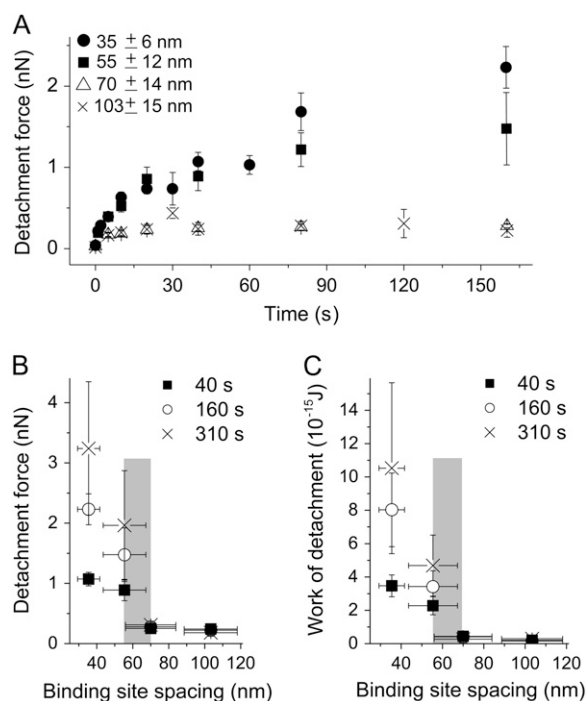 A
Detachment force (nN)
2
1
0
● 35 ± 6 nm
■ 55 ± 12 nm
△ 70 ± 14 nm
× 103 ± 15 nm
0 30 60 90 120 150
Time (s)
B
Detachment force (nN)
4
3
2
1
0
■ 40 s
○ 160 s
× 310 s
40 60 80 100 120
Binding site spacing (nm)
C
Work of detachment (10⁻¹⁵J)
14
12
10
8
6
4
2
0
■ 40 s
○ 160 s
× 310 s
40 60 80 100 120
Binding site spacing (nm)